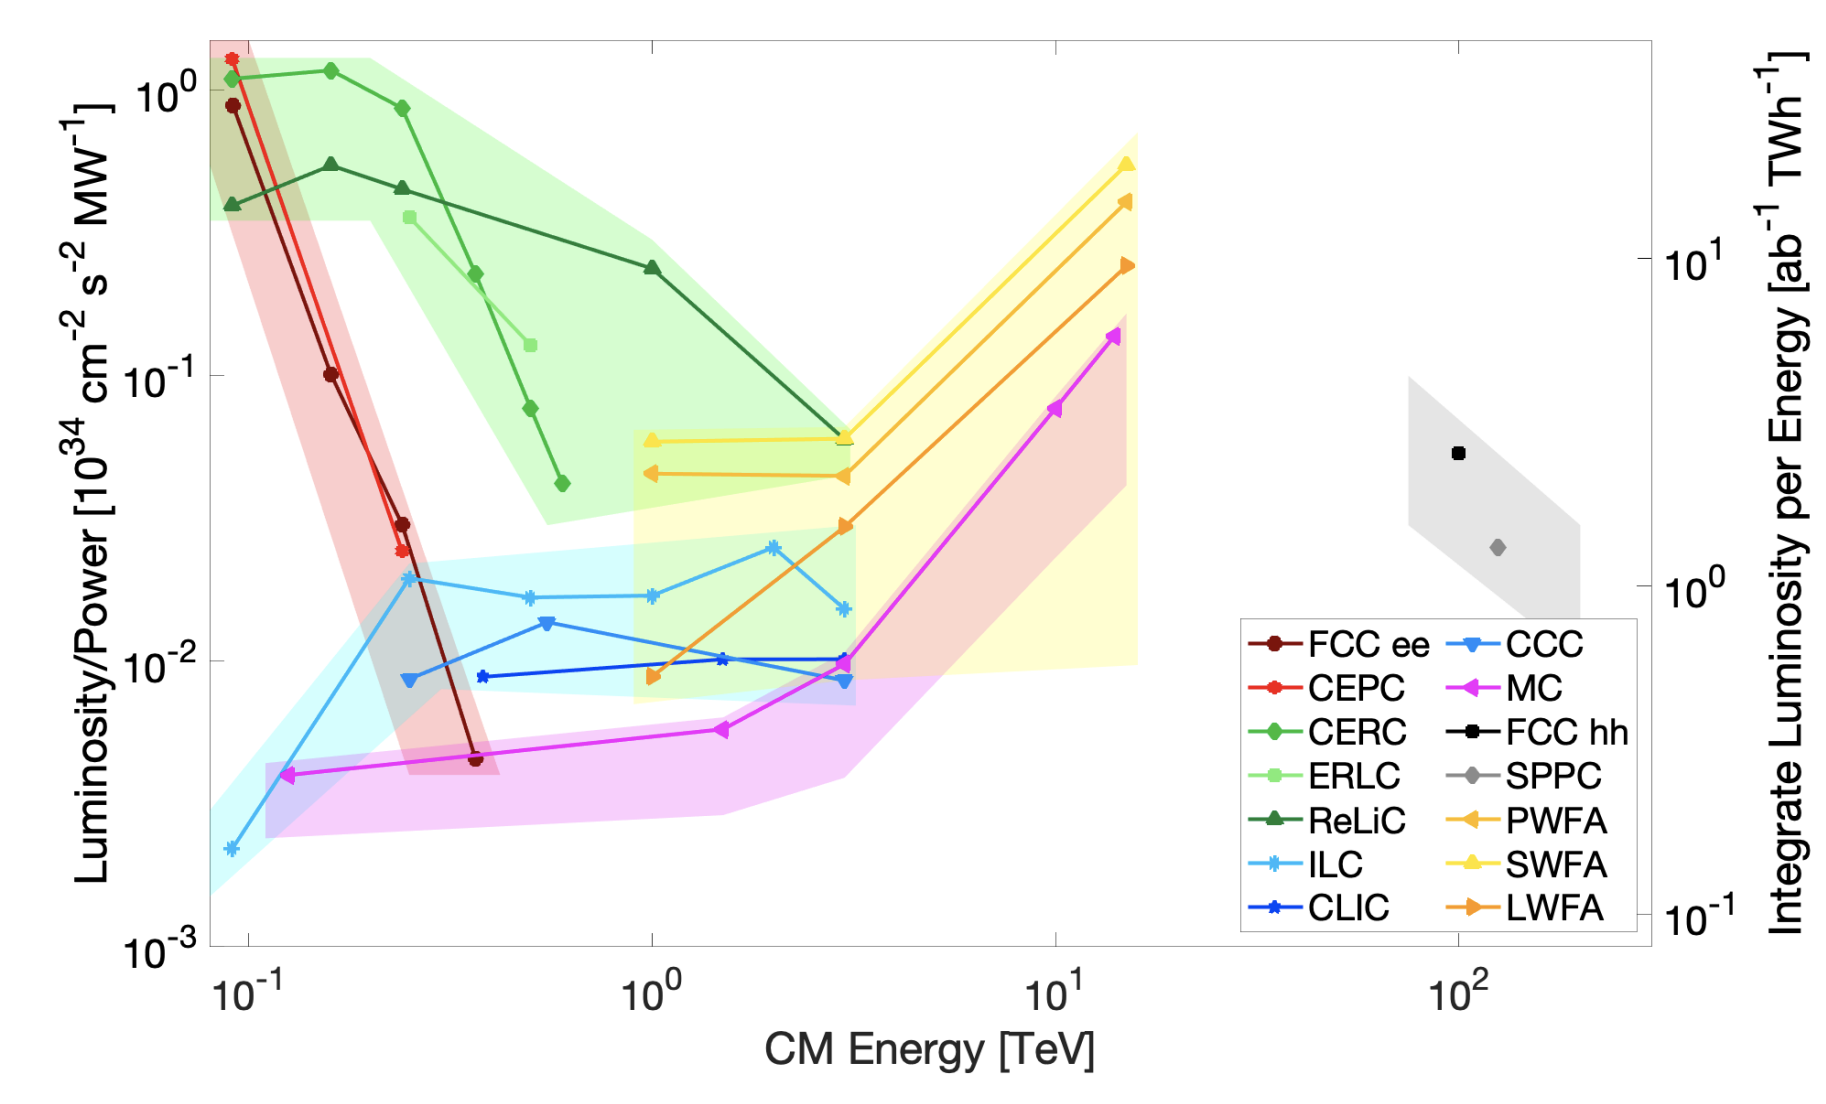 Luminosity/Power [10^34 cm^-2 s^-2 MW^-1]
10^0
10^-1
10^-2
10^-3
10^-1
10^0
10^1
10^2
CM Energy [TeV]
10^1
10^0
10^-1
Integrate Luminosity per Energy [ab^-1 TWh^-1]
FCC ee
CEPC
CERC
ERLC
ReLiC
ILC
CLIC
CCC
MC
FCC hh
SPPC
PWFA
SWFA
LWFA